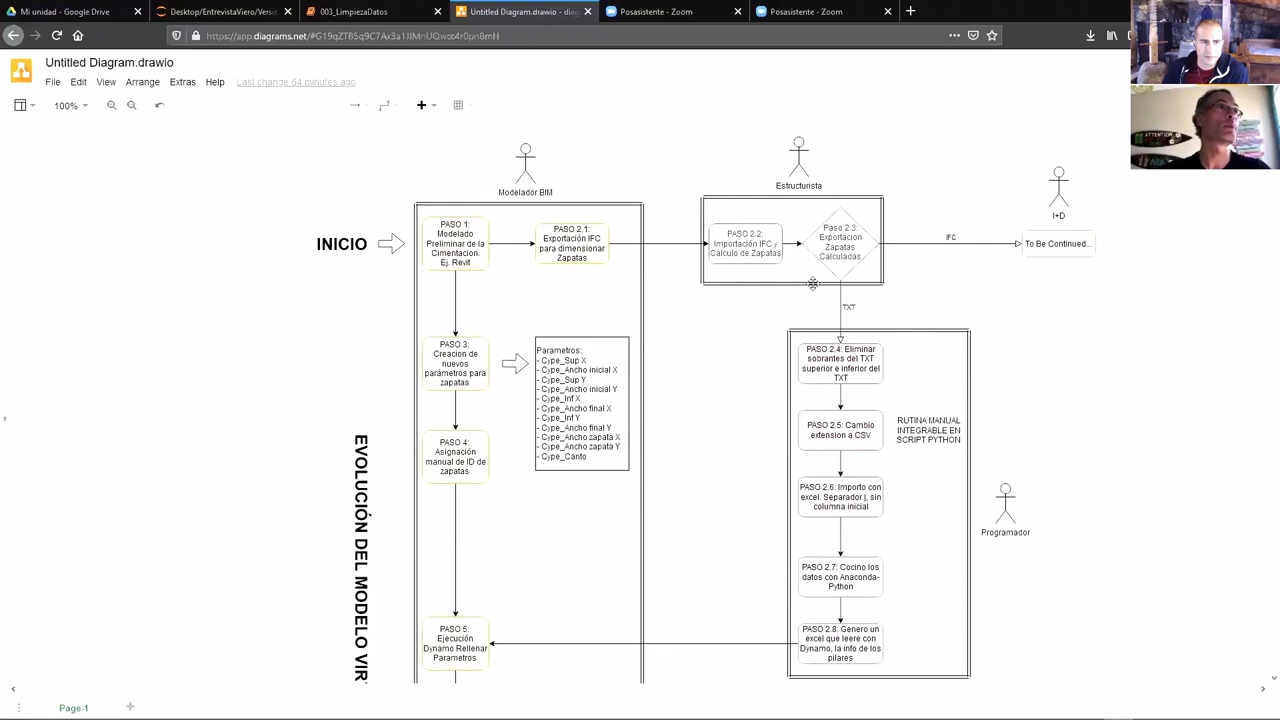 Mi unidad - Google Drive
Desktop/EntrevistaViero/Versic
003_LimpiezaDatos
Untitled Diagram.drawio - diag
Posasistente - Zoom
Posasistente - Zoom
Untitled Diagram.drawio
File Edit View Arrange Extras Help Last change 54 minutes ago
100%
Modelador BIM
Estructurista
I+D
INICIO
PASO 1:
Modelado
Preliminar de la
Cimentacion.
Ej. Revit
PASO 2.1:
Exportación IFC
para dimensionar
Zapatas
PASO 2.2:
Importación IFC y
Cálculo de Zapatas
Paso 2.3:
Exportacion
Zapatas
Calculadas
IFC
To Be Continued...
TXT
PASO 3:
Creacion de
nuevos
parámetros para
zapatas
Parametros:
- Cype_Sup X
- Cype_Ancho inicial X
- Cype_Sup Y
- Cype_Ancho inicial Y
- Cype_Inf X
- Cype_Ancho final X
- Cype_Inf Y
- Cype_Ancho final Y
- Cype_Ancho zapata X
- Cype_Ancho zapata Y
- Cype_Canto
PASO 2.4: Eliminar
sobrantes del TXT
superior e inferior del
TXT
PASO 2.5: Cambio
extension a CSV
RUTINA MANUAL
INTEGRABLE EN
SCRIPT PYTHON
PASO 4:
Asignación
manual de ID de
zapatas
PASO 2.6: Importo con
excel. Separador |, sin
columna inicial
Programador
PASO 2.7: Cocino los
datos con Anaconda-
Python
PASO 5:
Ejecución
Dynamo Rellenar
Parametros
PASO 2.8: Genero un
excel que leere con
Dynamo, la info de los
pilares
EVOLUCIÓN DEL MODELO VIR
Page-1
ATTENTION